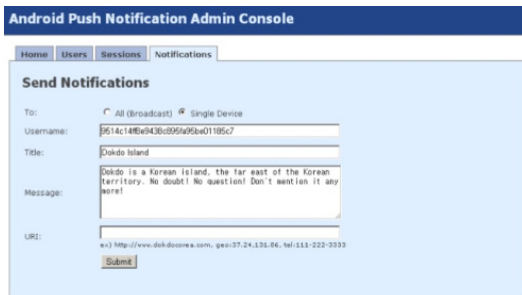 Android Push Notification Admin Console
Home Users Sessions Notifications
Send Notifications
To: All (Broadcast) Single Device
Username:
Title: Dokdo Island
Message: Dokdo is a Korean island, the far east of the Korean
territory. No doubt! No question! Don't mention it any
more!
URI:
ex) http://www.dokdocorea.com, geo:37.24,131.86, tel:111-222-3333
Submit